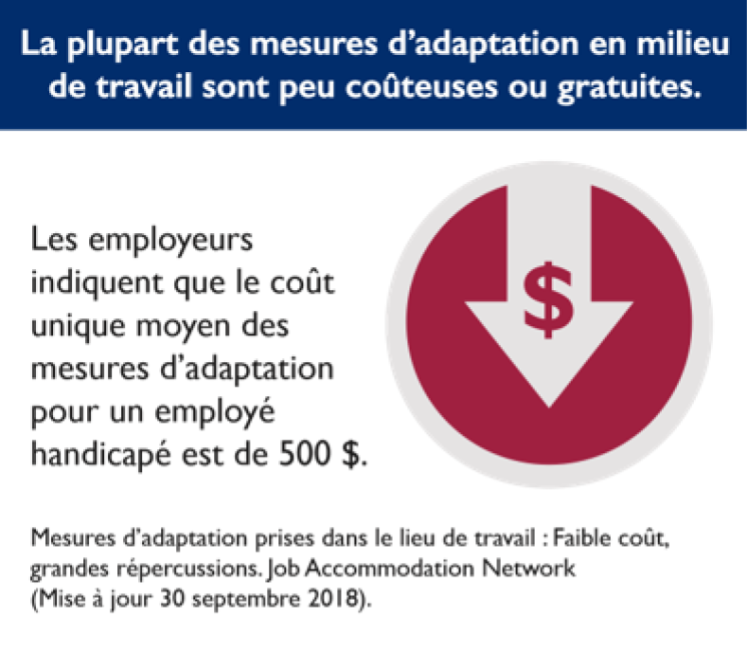 La plupart des mesures d’adaptation en milieu
de travail sont peu coûteuses ou gratuites.
Les employeurs
indiquent que le coût
unique moyen des
mesures d’adaptation
pour un employé
handicapé est de 500 $.
$
Mesures d’adaptation prises dans le lieu de travail : Faible coût,
grandes répercussions. Job Accommodation Network
(Mise à jour 30 septembre 2018).